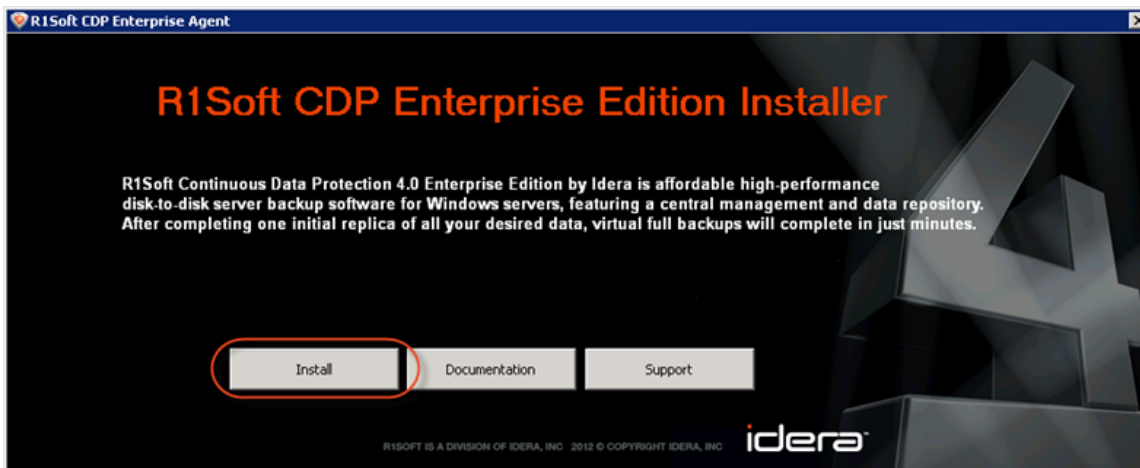 R1Soft CDP Enterprise Agent
R1Soft CDP Enterprise Edition Installer
R1Soft Continuous Data Protection 4.0 Enterprise Edition by Idera is affordable high-performance
disk-to-disk server backup software for Windows servers, featuring a central management and data repository.
After completing one initial replica of all your desired data, virtual full backups will complete in just minutes.
Install Documentation Support
R1SOFT IS A DIVISION OF IDERA, INC 2012 © COPYRIGHT IDERA, INC
idera
4